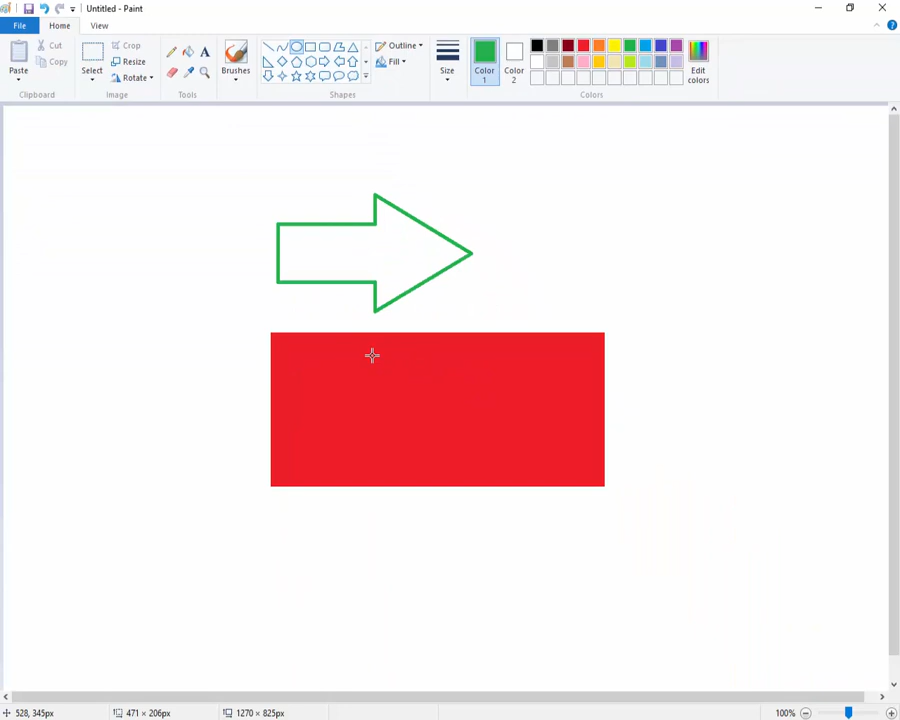 Untitled - Paint
File Home View
Paste
Cut
Copy
Clipboard
Select
Crop
Resize
Rotate
Image
A
Tools
Brushes
Outline
Fill
Shapes
Size
Color 1
Color 2
Edit colors
Colors
528, 345px 471 × 206px 1270 × 825px 100%